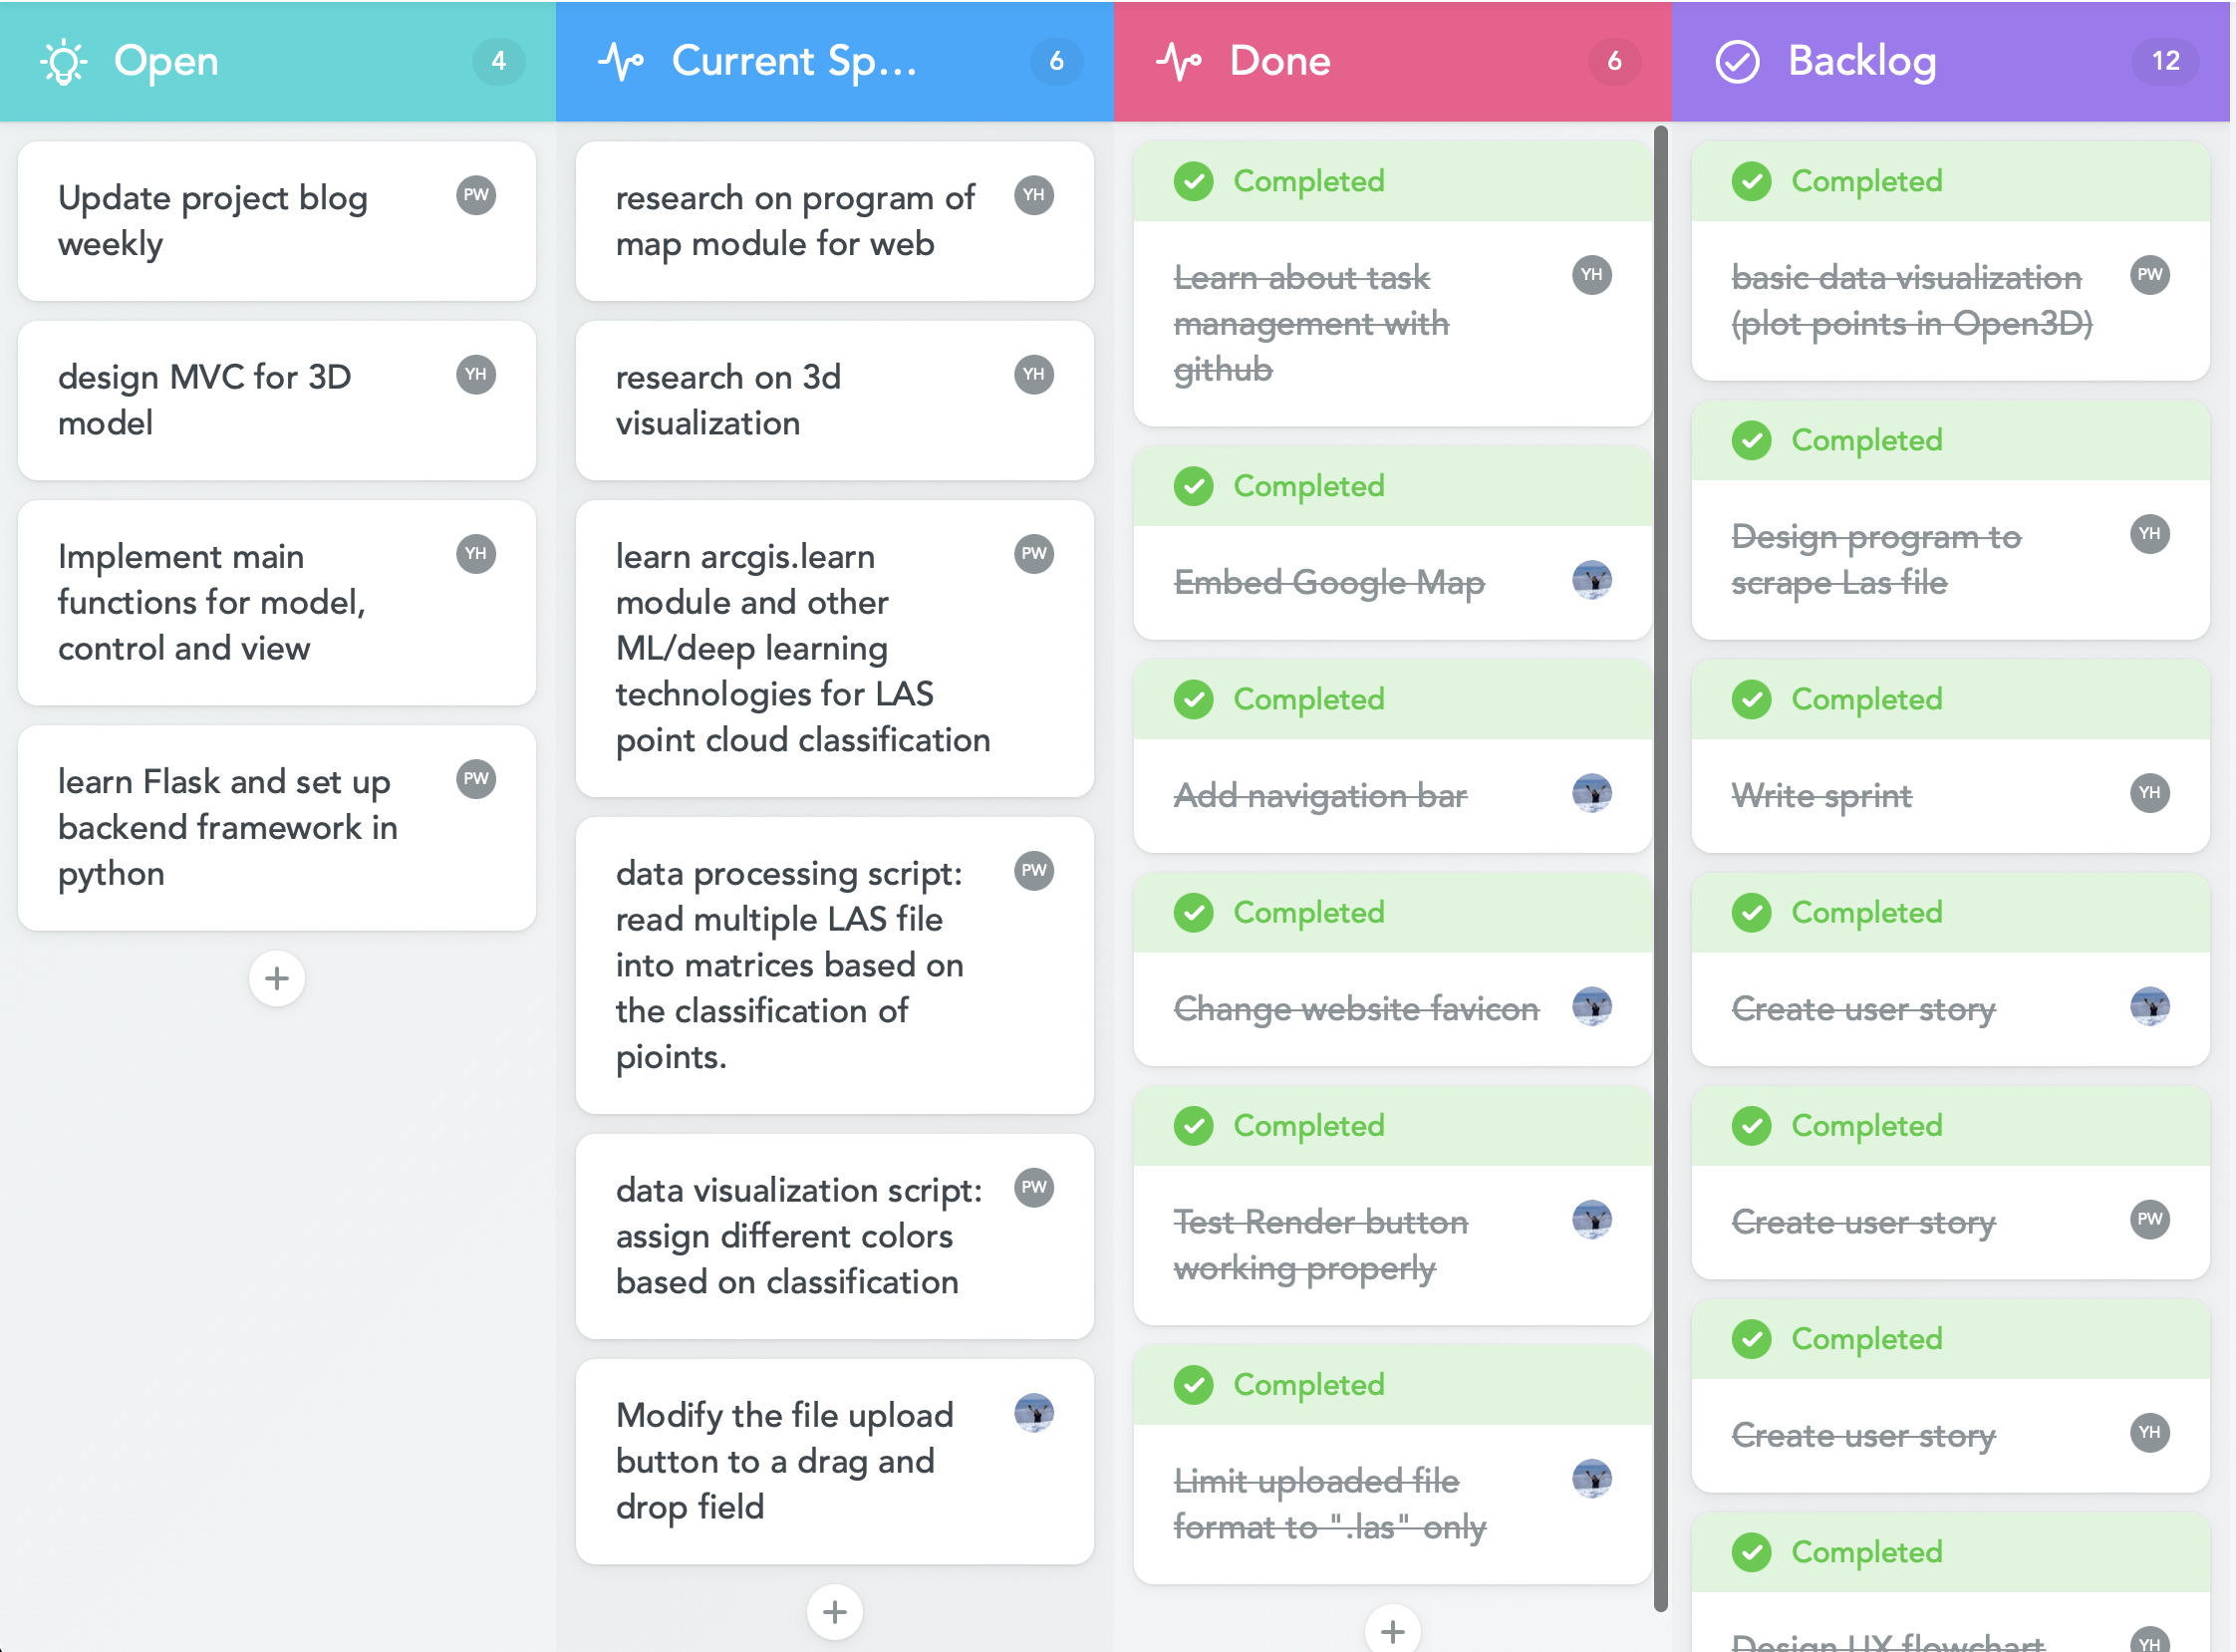 Open
4
Update project blog
weekly
PW
design MVC for 3D
model
YH
Implement main
functions for model,
control and view
YH
learn Flask and set up
backend framework in
python
PW
Current Sp...
6
research on program of
map module for web
YH
research on 3d
visualization
YH
learn arcgis.learn
module and other
ML/deep learning
technologies for LAS
point cloud classification
PW
data processing script:
read multiple LAS file
into matrices based on
the classification of
pioints.
PW
data visualization script:
assign different colors
based on classification
PW
Modify the file upload
button to a drag and
drop field
Done
6
Completed
Learn about task
management with
github
YH
Completed
Embed Google Map
Completed
Add navigation bar
Completed
Change website favicon
Completed
Test Render button
working properly
Completed
Limit uploaded file
format to ".las" only
Backlog
12
Completed
basic data visualization
(plot points in Open3D)
PW
Completed
Design program to
scrape Las file
YH
Completed
Write sprint
YH
Completed
Create user story
Completed
Create user story
PW
Completed
Create user story
YH
Completed
Design UX flowchart
YH